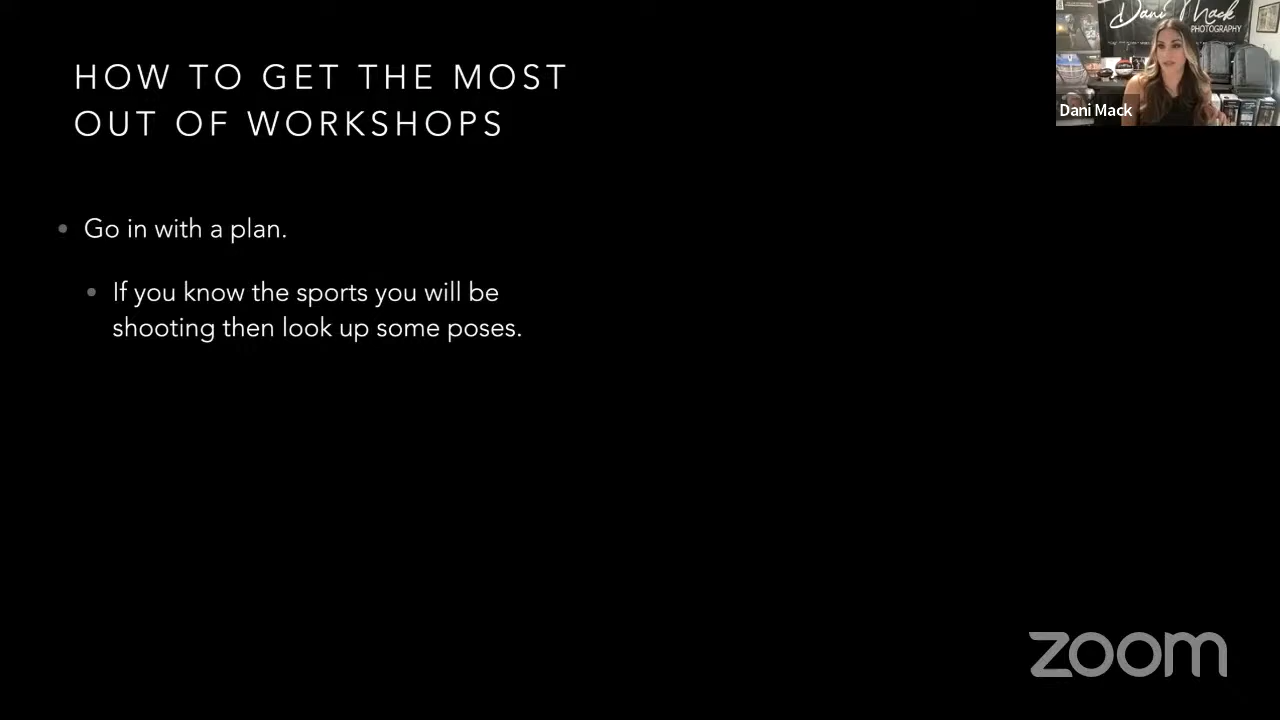 HOW TO GET THE MOST
OUT OF WORKSHOPS
Go in with a plan.
If you know the sports you will be
shooting then look up some poses.
Dani Mack
PHOTOGRAPHY
Dani Mack
zoom